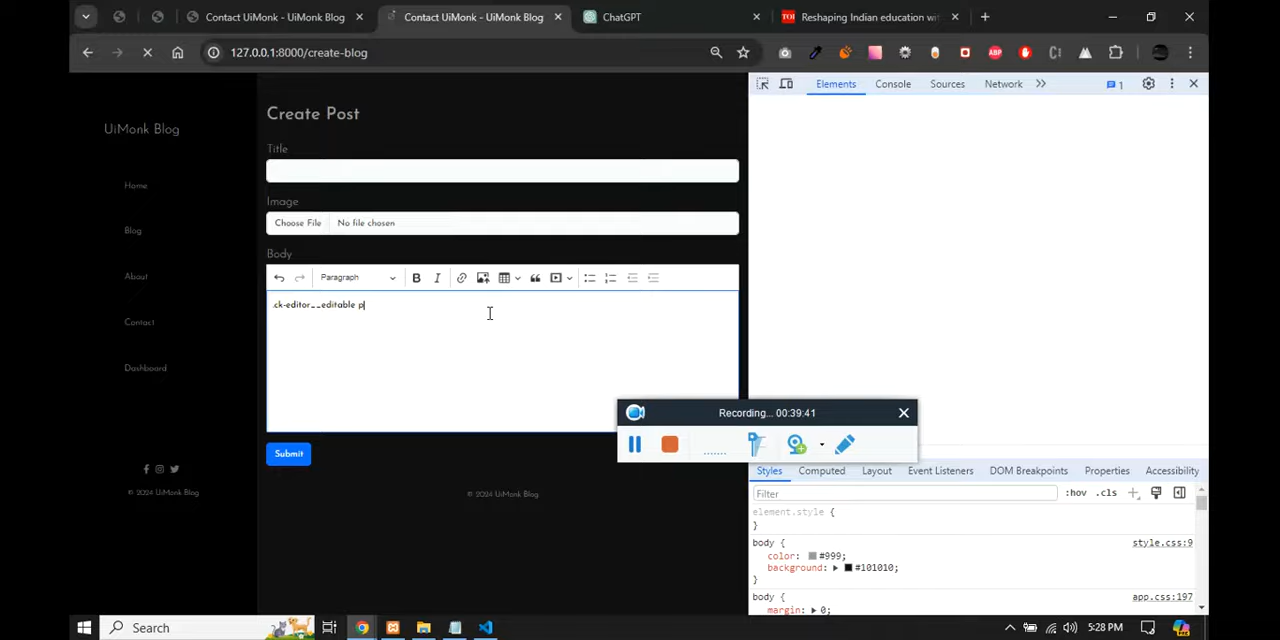 Contact UiMonk - UiMonk Blog
Contact UiMonk - UiMonk Blog
ChatGPT
TOI
Reshaping Indian education wit
127.0.0.1:8000/create-blog
ABP
UiMonk Blog
Home
Blog
About
Contact
Dashboard
© 2024 UiMonk Blog
Create Post
Title
Image
Choose File
No file chosen
Body
Paragraph
B
I
.ck-editor__editable p
Submit
© 2024 UiMonk Blog
Elements
Console
Sources
Network
1
Recording... 00:39:41
Styles
Computed
Layout
Event Listeners
DOM Breakpoints
Properties
Accessibility
Filter
:hov .cls
element.style {
}
body {
style.css:9
color: #999;
background: #101010;
}
body {
app.css:197
margin: 0;
Search
5:28 PM